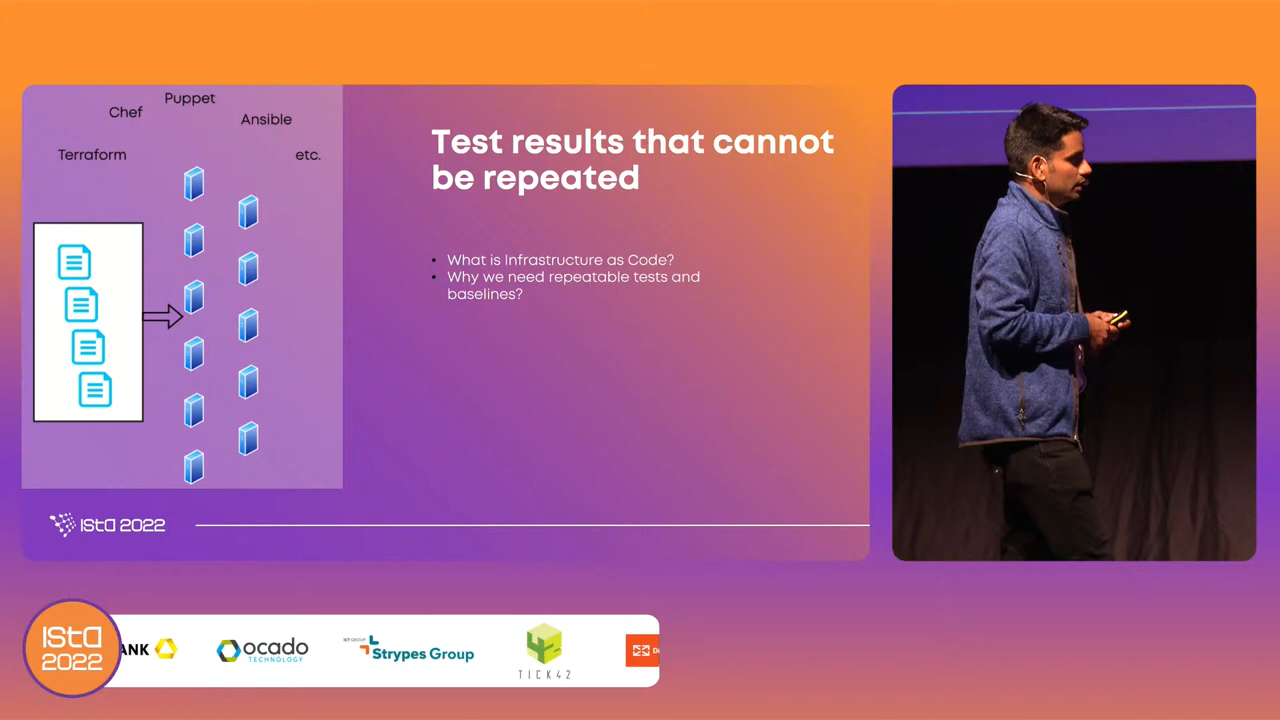 Puppet
Chef
Ansible
Terraform
etc.
Test results that cannot
be repeated
• What is Infrastructure as Code?
• Why we need repeatable tests and
baselines?
ISTA 2022
ISTA
2022
ANK
ocado
TECHNOLOGY
Strypes Group
TICK42